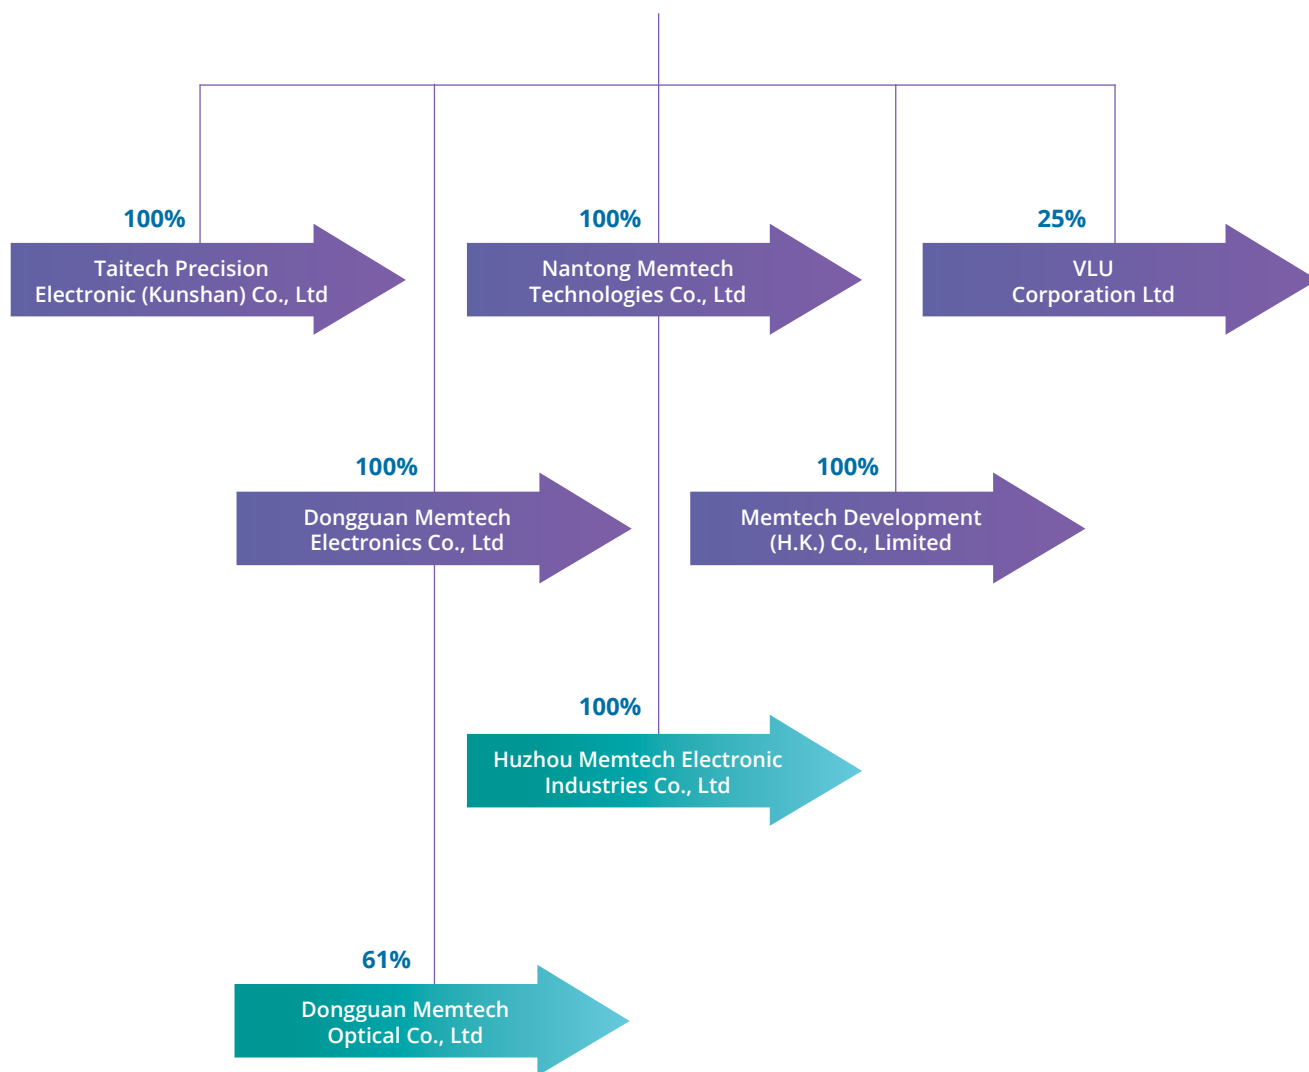 100%
Taitech Precision
Electronic (Kunshan) Co., Ltd
100%
Nantong Memtech
Technologies Co., Ltd
25%
VLU
Corporation Ltd
100%
Dongguan Memtech
Electronics Co., Ltd
100%
Memtech Development
(H.K.) Co., Limited
100%
Huzhou Memtech Electronic
Industries Co., Ltd
61%
Dongguan Memtech
Optical Co., Ltd